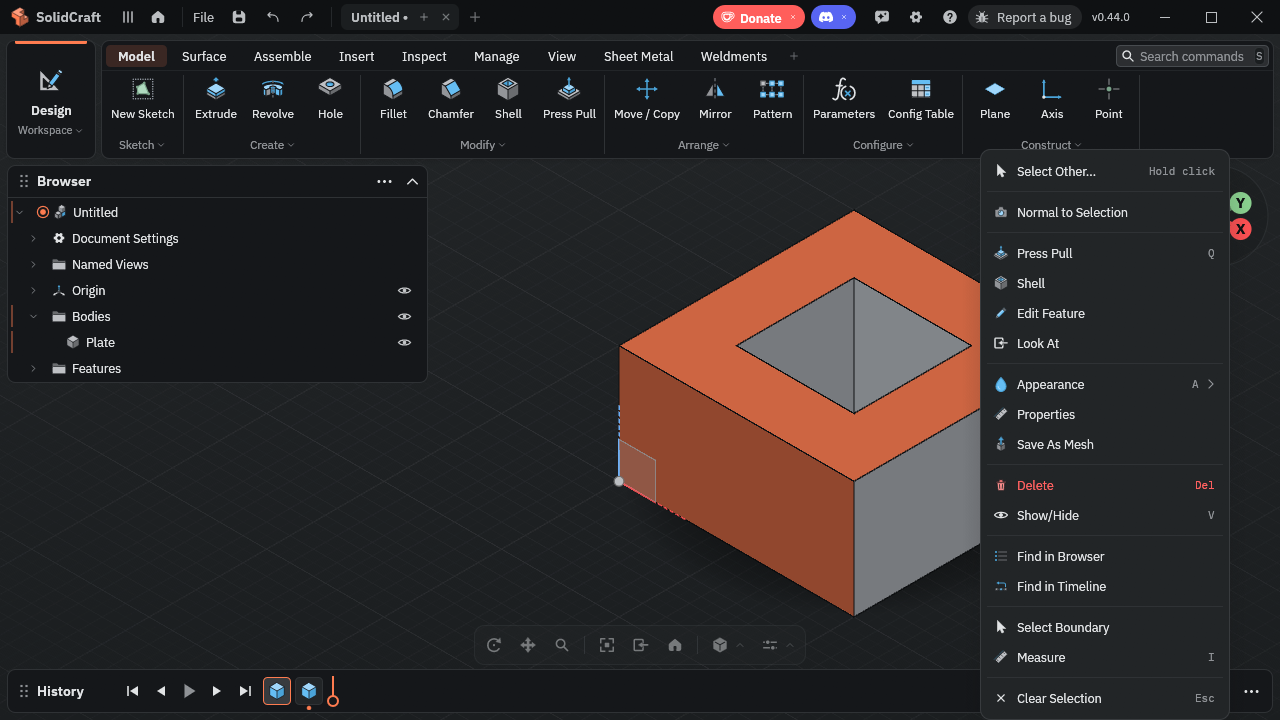 SolidCraft
File
Untitled •
Donate
Report a bug
v0.44.0
Design
Workspace
Model
Surface
Assemble
Insert
Inspect
Manage
View
Sheet Metal
Weldments
Search commands
S
New Sketch
Extrude
Revolve
Hole
Fillet
Chamfer
Shell
Press Pull
Move / Copy
Mirror
Pattern
Parameters
Config Table
Plane
Axis
Point
Sketch
Create
Modify
Arrange
Configure
Construct
Browser
Untitled
Document Settings
Named Views
Origin
Bodies
Plate
Features
Y
X
Select Other... Hold click
Normal to Selection
Press Pull Q
Shell
Edit Feature
Look At
Appearance A
Properties
Save As Mesh
Delete Del
Show/Hide V
Find in Browser
Find in Timeline
Select Boundary
Measure I
Clear Selection Esc
History